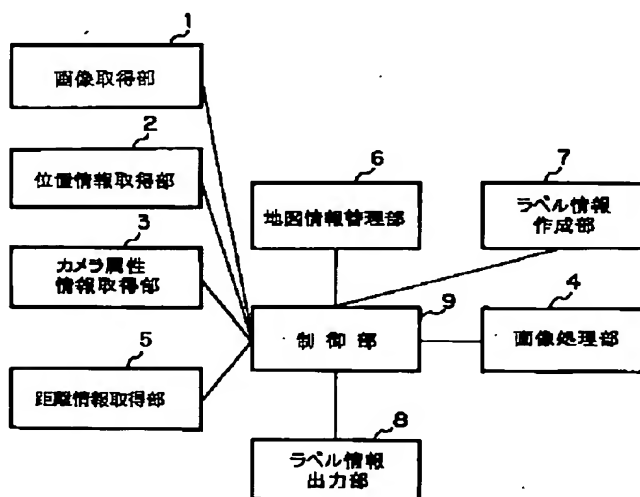 1
画像取得部
2
位置情報取得部
3
カメラ属性
情報取得部
5
距離情報取得部
6
地図情報管理部
7
ラベル情報
作成部
9
制御部
4
画像処理部
8
ラベル情報
出力部